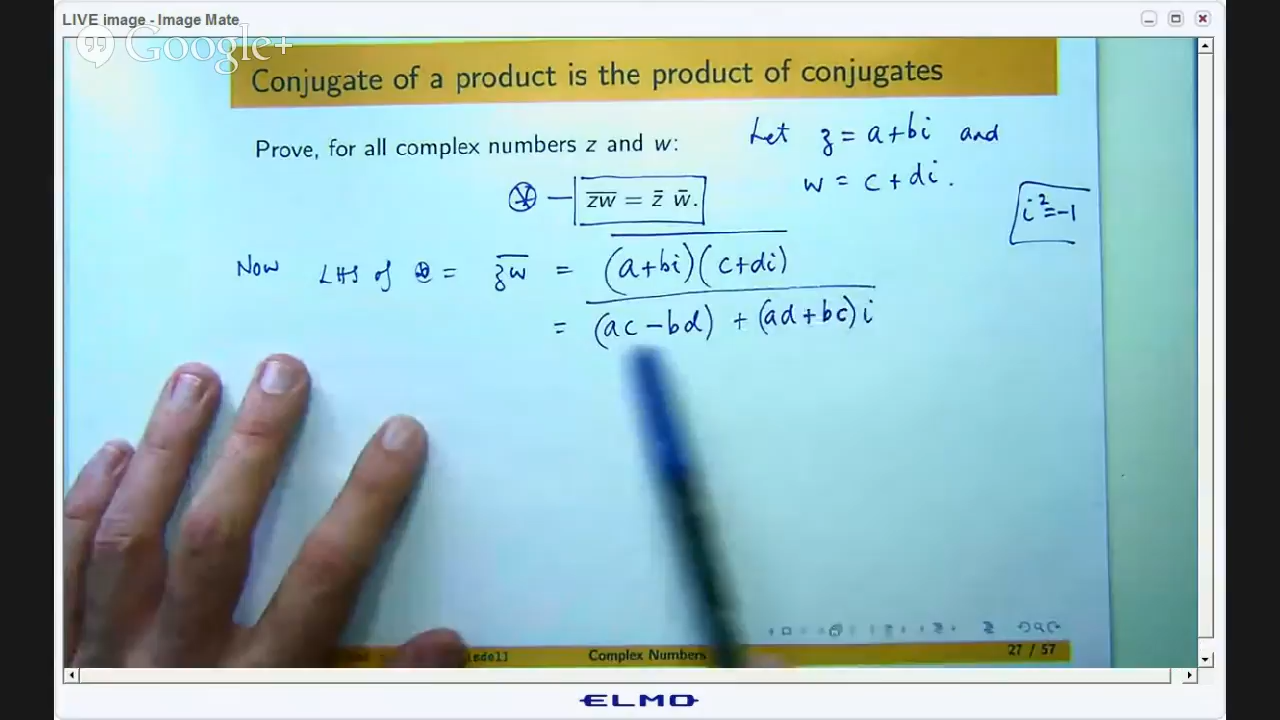 LIVE image - Image Mate
Google+
Conjugate of a product is the product of conjugates
Prove, for all complex numbers z and w:
Let z = a+bi and
w = c+di.
Ⓧ — z̅w̅ = z̄ w̄.
i²=-1
Now LHS of Ⓧ = z̅w̅ = (a+bi)(c+di)
= (ac-bd) + (ad+bc)i
Complex Numbers
27 / 57
ELMO